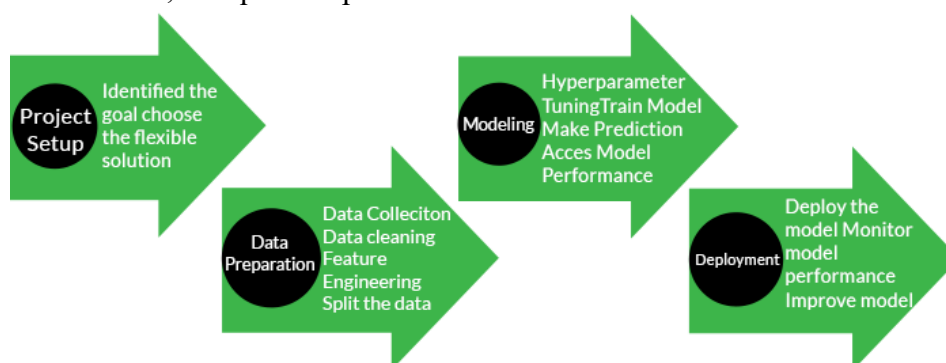 Project
Setup
Identified the
goal choose
the flexible
solution
Data
Preparation
Data Colleciton
Data cleaning
Feature
Engineering
Split the data
Modeling
Hyperparameter
TuningTrain Model
Make Prediction
Acces Model
Performance
Deployment
Deploy the
model Monitor
model
performance
Improve model